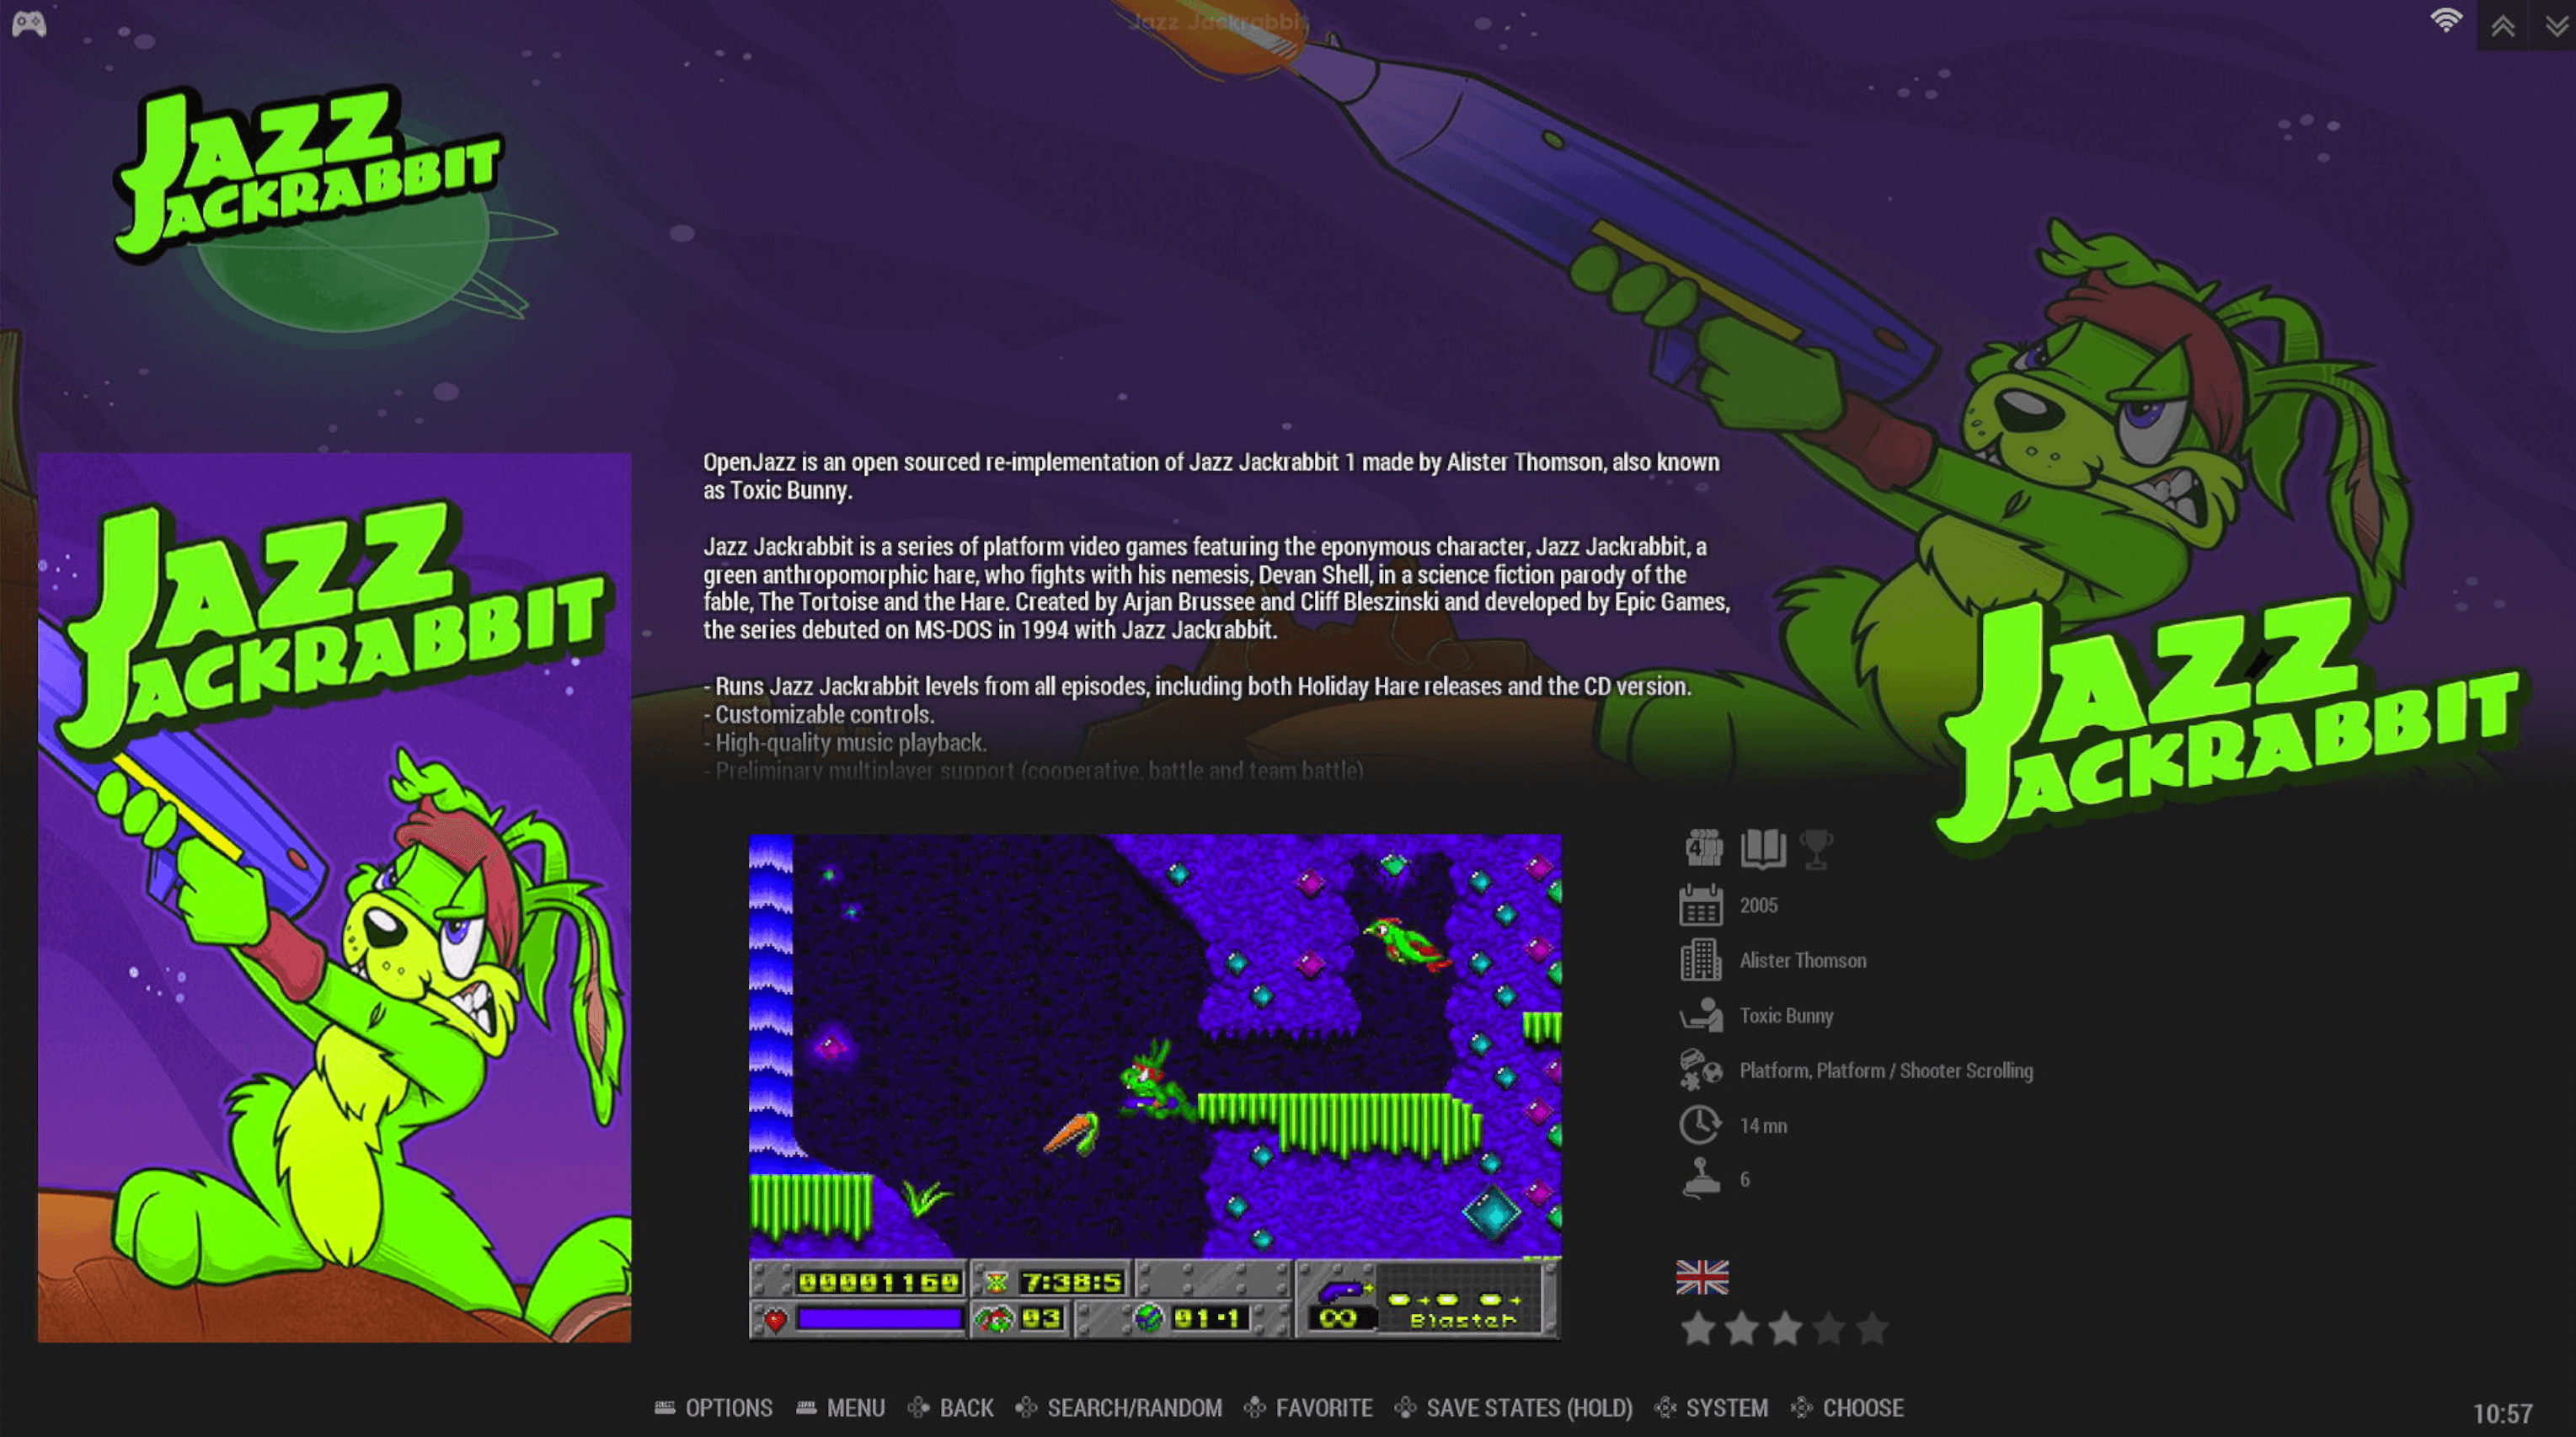 Jazz Jackrabbit
JAZZ
JACKRABBIT
OpenJazz is an open sourced re-implementation of Jazz Jackrabbit 1 made by Alister Thomson, also known
as Toxic Bunny.
Jazz Jackrabbit is a series of platform video games featuring the eponymous character, Jazz Jackrabbit, a
green anthropomorphic hare, who fights with his nemesis, Devan Shell, in a science fiction parody of the
fable, The Tortoise and the Hare. Created by Arjan Brussee and Cliff Bleszinski and developed by Epic Games,
the series debuted on MS-DOS in 1994 with Jazz Jackrabbit.
- Runs Jazz Jackrabbit levels from all episodes, including both Holiday Hare releases and the CD version.
- Customizable controls.
- High-quality music playback.
- Preliminary multiplayer support (cooperative, battle and team battle)
JAZZ
JACKRABBIT
JAZZ
JACKRABBIT
4
2005
Alister Thomson
Toxic Bunny
Platform, Platform / Shooter Scrolling
14 mn
6
00001160 7:38:5
03 01·1 ∞ Blaster
OPTIONS MENU BACK SEARCH/RANDOM FAVORITE SAVE STATES (HOLD) SYSTEM CHOOSE
10:57